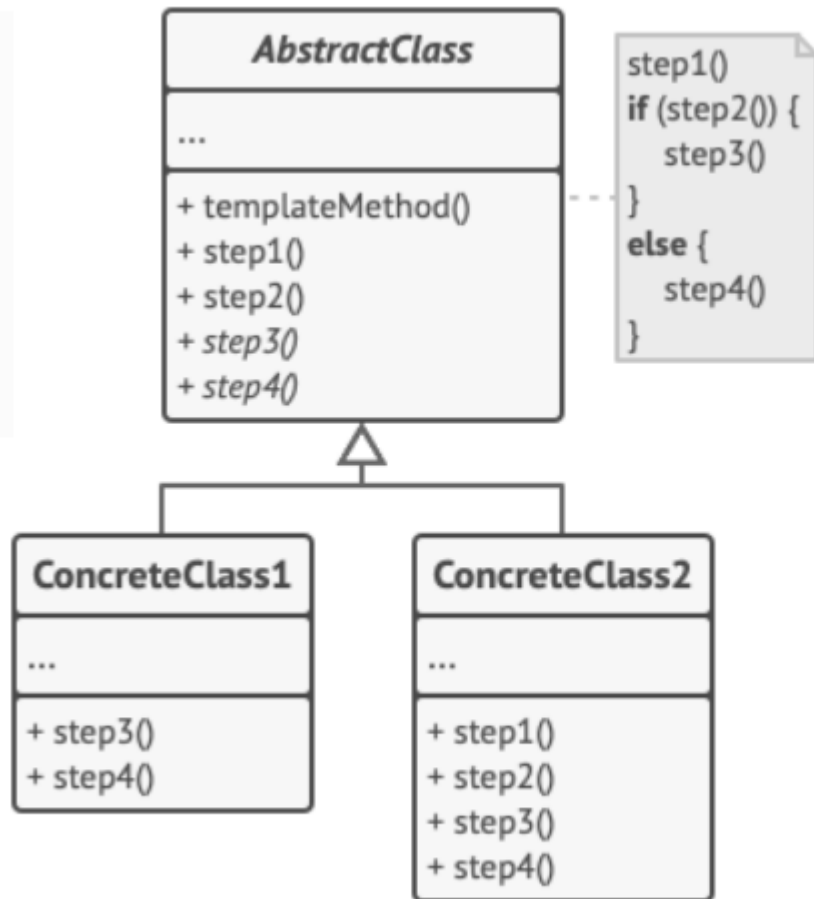 AbstractClass
...
+ templateMethod()
+ step1()
+ step2()
+ step3()
+ step4()
step1()
if (step2()) {
step3()
}
else {
step4()
}
ConcreteClass1
...
+ step3()
+ step4()
ConcreteClass2
...
+ step1()
+ step2()
+ step3()
+ step4()